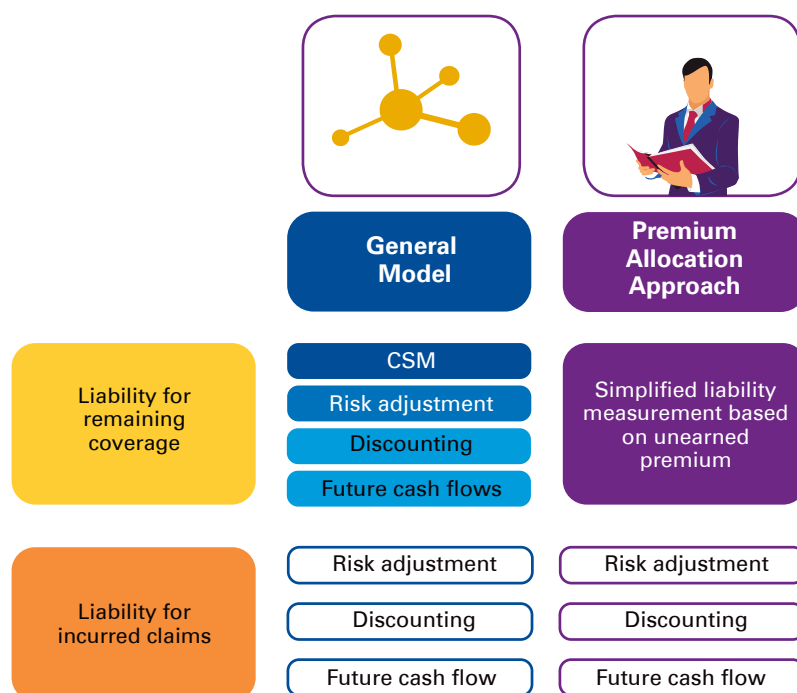 General
Model
Premium
Allocation
Approach
Liability for
remaining
coverage
CSM
Risk adjustment
Discounting
Future cash flows
Simplified liability
measurement based
on unearned
premium
Liability for
incurred claims
Risk adjustment
Discounting
Future cash flow
Risk adjustment
Discounting
Future cash flow